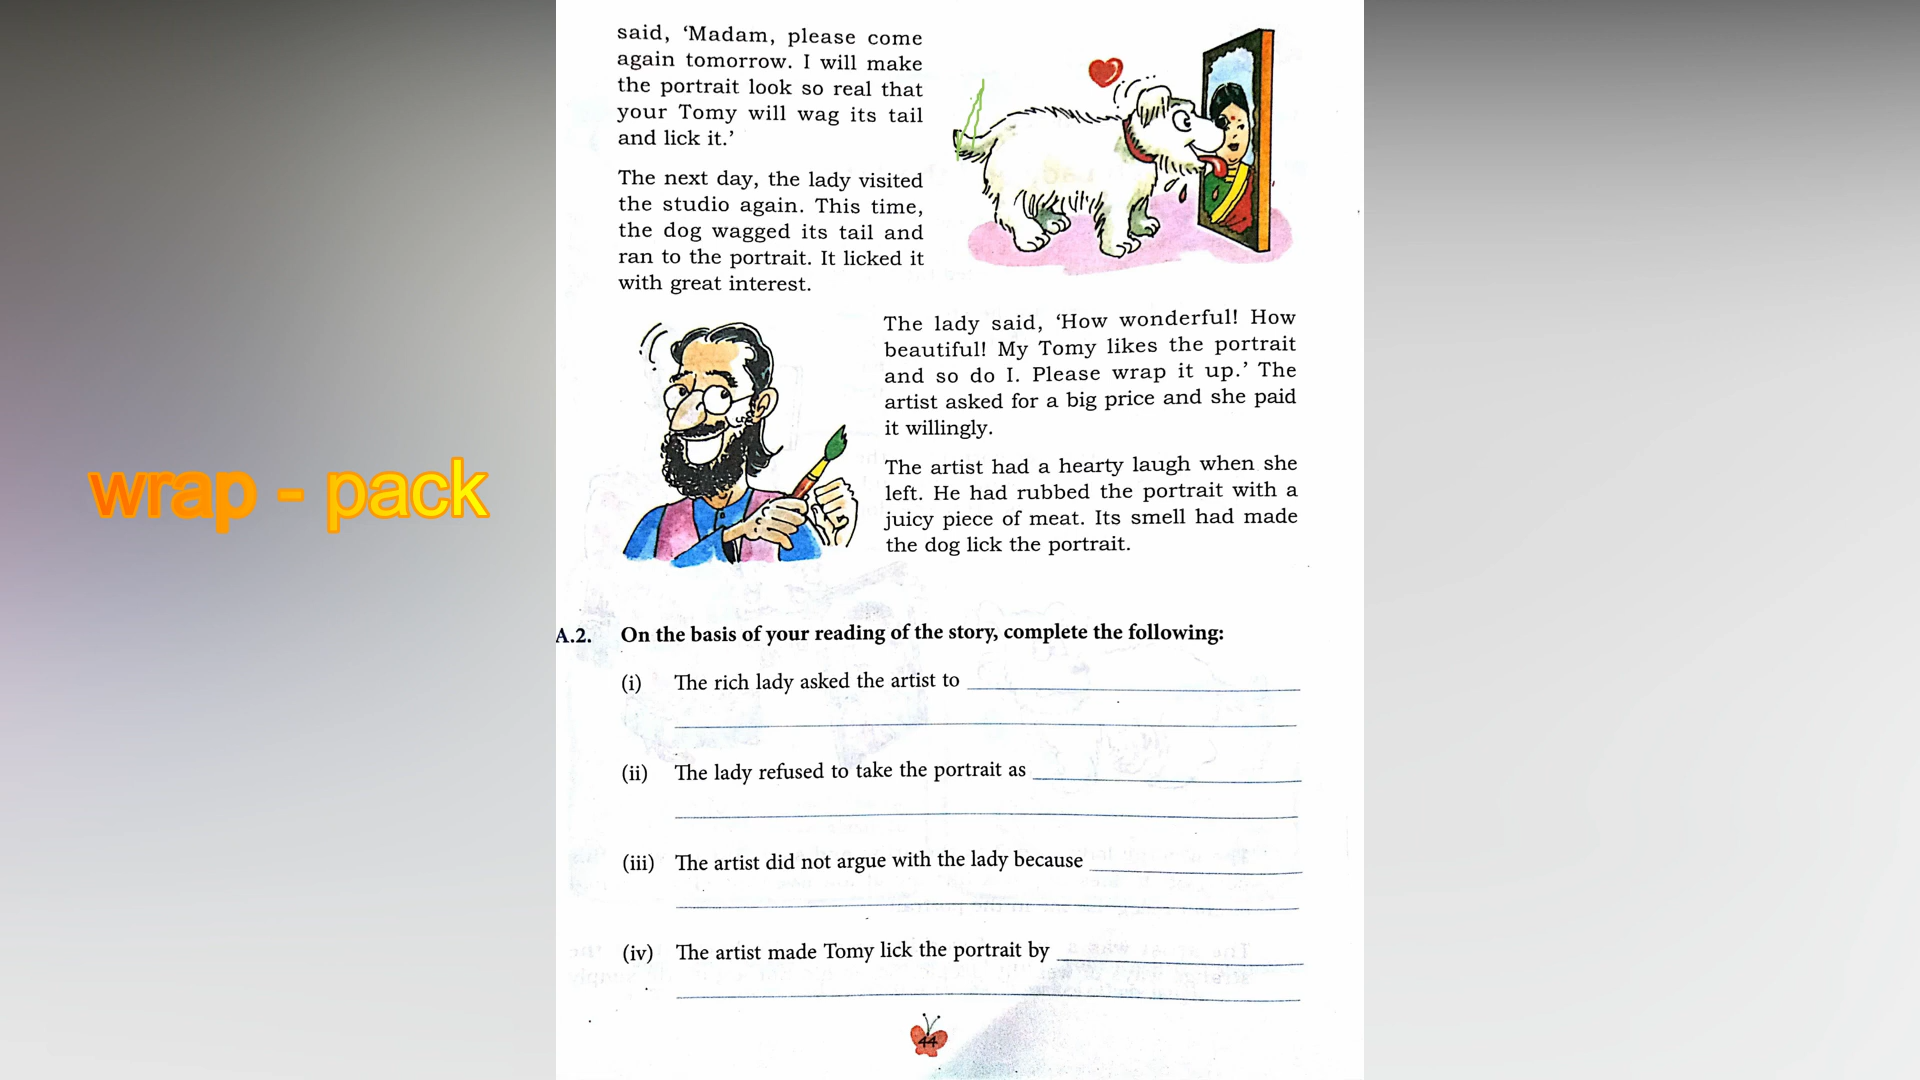 said, ‘Madam, please come
again tomorrow. I will make
the portrait look so real that
your Tomy will wag its tail
and lick it.’
The next day, the lady visited
the studio again. This time,
the dog wagged its tail and
ran to the portrait. It licked it
with great interest.
The lady said, ‘How wonderful! How
beautiful! My Tomy likes the portrait
and so do I. Please wrap it up.’ The
artist asked for a big price and she paid
it willingly.
The artist had a hearty laugh when she
left. He had rubbed the portrait with a
juicy piece of meat. Its smell had made
the dog lick the portrait.
wrap - pack
A.2. On the basis of your reading of the story, complete the following:
(i) The rich lady asked the artist to
(ii) The lady refused to take the portrait as
(iii) The artist did not argue with the lady because
(iv) The artist made Tomy lick the portrait by
44